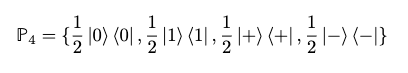 ℙ₄ = {1/2 |0⟩ ⟨0| , 1/2 |1⟩ ⟨1| , 1/2 |+⟩ ⟨+| , 1/2 |−⟩ ⟨−|}